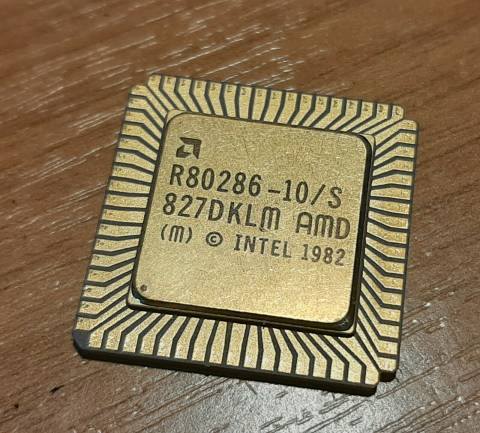 R80286-10/S
827DKLM AMD
(M) © INTEL 1982